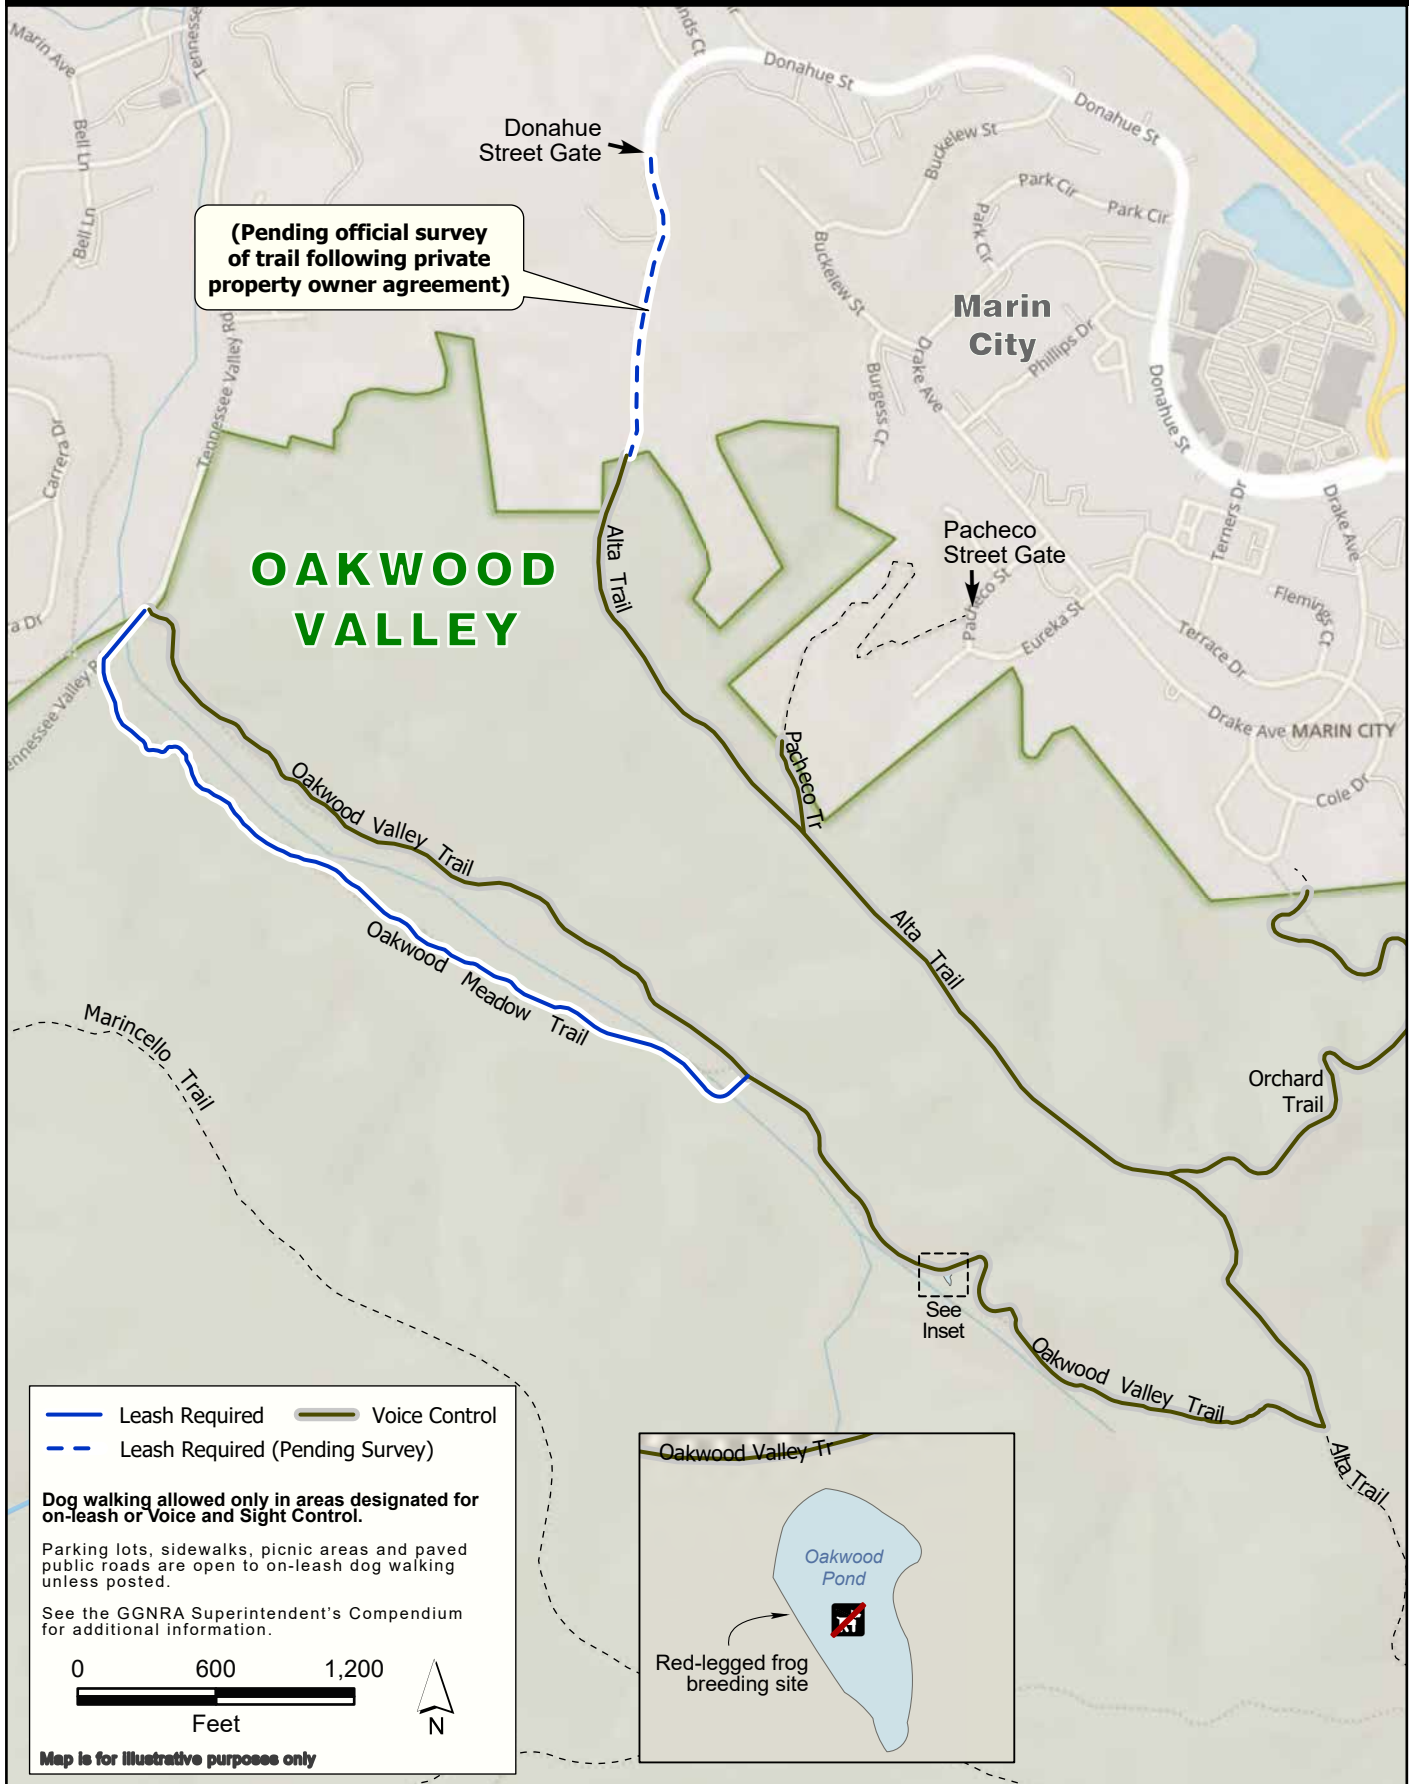 Marin Ave
Tennesse
Donahue St
Donahue St
Bell Ln
Bell Ln
Donahue
Street Gate
Buckelew St
Park Cir
Park Cir
Park Cir
(Pending official survey
of trail following private
property owner agreement)
Buckelew St
Marin
City
Tennessee Valley Rd
Phillips Dr
Drake Ave
Burgess Ct
Donahue St
Carrera Dr
Terners Dr
Drake Ave
Alta Trail
Pacheco
Street Gate
OAKWOOD
VALLEY
Pacheco St
Eureka St
Flemings Ct
Terrace Dr
ra Dr
ennessee Valley R
Drake Ave
MARIN CITY
Pacheco Tr
Cole Dr
Oakwood Valley Trail
Alta Trail
Oakwood Meadow Trail
Marincello Trail
Orchard
Trail
See
Inset
Oakwood Valley Trail
Alta Trail
Leash Required
Voice Control
Leash Required (Pending Survey)
Dog walking allowed only in areas designated for
on-leash or Voice and Sight Control.
Parking lots, sidewalks, picnic areas and paved
public roads are open to on-leash dog walking
unless posted.
See the GGNRA Superintendent's Compendium
for additional information.
0 600 1,200
Feet
N
Map is for illustrative purposes only
Oakwood Valley Tr
Oakwood
Pond
Red-legged frog
breeding site